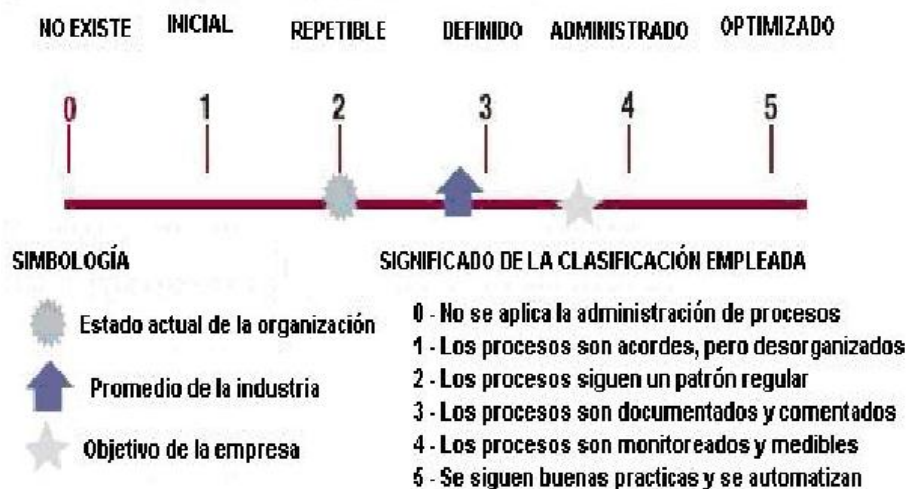 NO EXISTE INICIAL REPETIBLE DEFINIDO ADMINISTRADO OPTIMIZADO
0 1 2 3 4 5
SIMBOLOGÍA
Estado actual de la organización
Promedio de la industria
Objetivo de la empresa
SIGNIFICADO DE LA CLASIFICACIÓN EMPLEADA
0 - No se aplica la administración de procesos
1 - Los procesos son acordes, pero desorganizados
2 - Los procesos siguen un patrón regular
3 - Los procesos son documentados y comentados
4 - Los procesos son monitoreados y medibles
5 - Se siguen buenas practicas y se automatizan